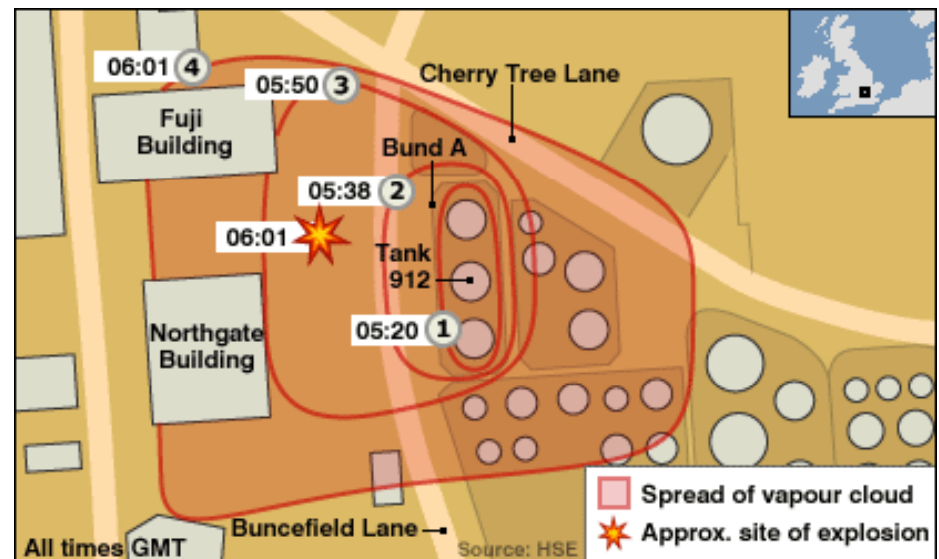 06:01 4
05:50 3
Cherry Tree Lane
Fuji
Building
Bund A
05:38 2
06:01
Tank
912
05:20 1
Northgate
Building
Buncefield Lane
All times GMT
Source: HSE
Spread of vapour cloud
Approx. site of explosion